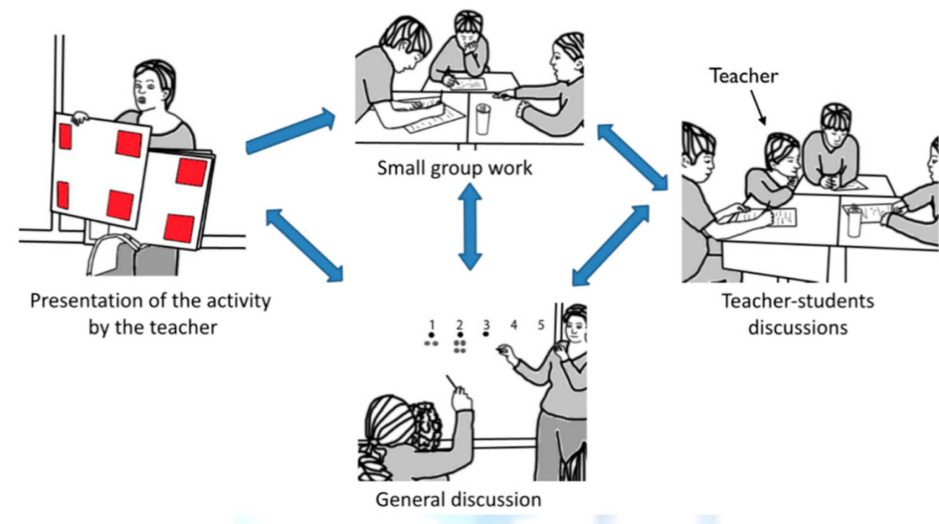 Teacher
Small group work
Presentation of the activity
by the teacher
Teacher-students
discussions
1 2 3 4 5
General discussion